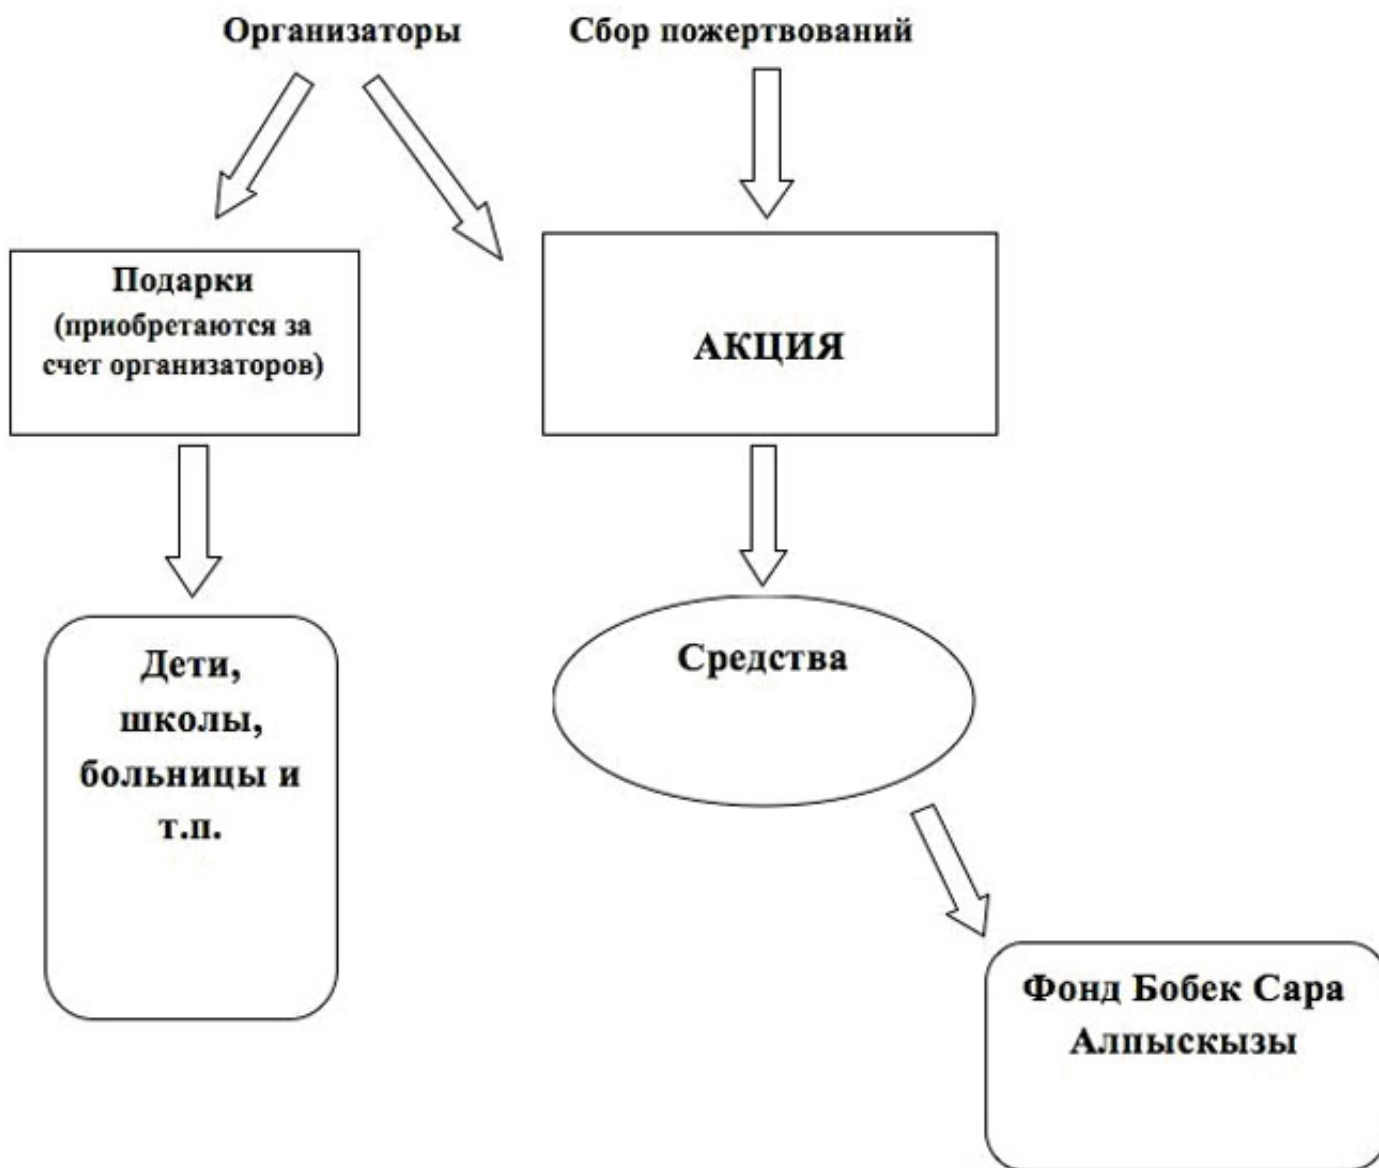 Организаторы
Сбор пожертвований
Подарки
(приобретаются за
счет организаторов)
АКЦИЯ
Дети,
школы,
больницы и
т.п.
Средства
Фонд Бобек Сара
Алпыскызы